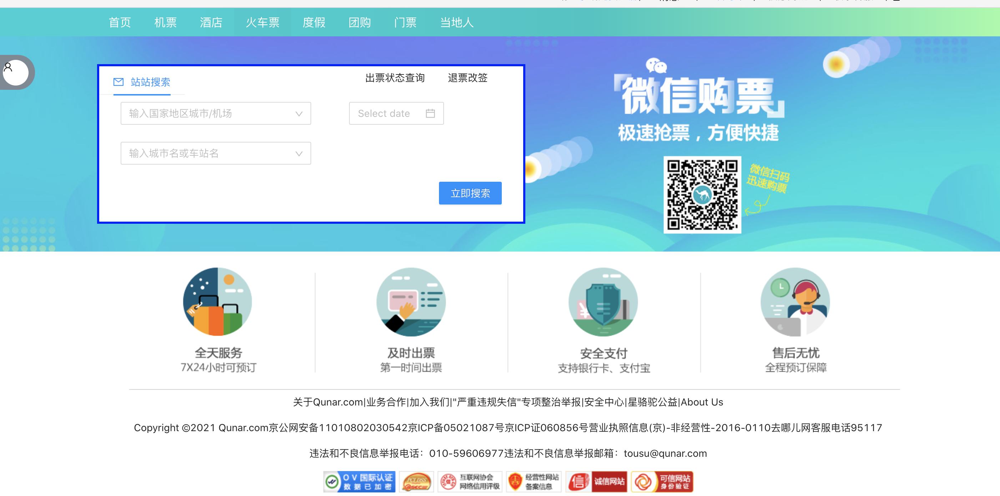 首页 机票 酒店 火车票 度假 团购 门票 当地人
站站搜索 出票状态查询 退票改签
输入国家地区城市/机场 Select date
输入城市名或车站名
立即搜索
「微信购票」
极速抢票，方便快捷
微信扫码
迅速购票
全天服务
7X24小时可预订
及时出票
第一时间出票
安全支付
支持银行卡、支付宝
售后无忧
全程预订保障
关于Qunar.com|业务合作|加入我们|"严重违规失信"专项整治举报|安全中心|星骆驼公益|About Us
Copyright ©2021 Qunar.com京公网安备11010802030542京ICP备05021087号京ICP证060856号营业执照信息(京)-非经营性-2016-0110去哪儿网客服电话95117
违法和不良信息举报电话：010-59606977违法和不良信息举报邮箱：tousu@qunar.com
OV国际认证
数据已加密
互联网协会
网络信用评级
经营性网站
备案信息
信 诚信网站
可信网站
身份验证